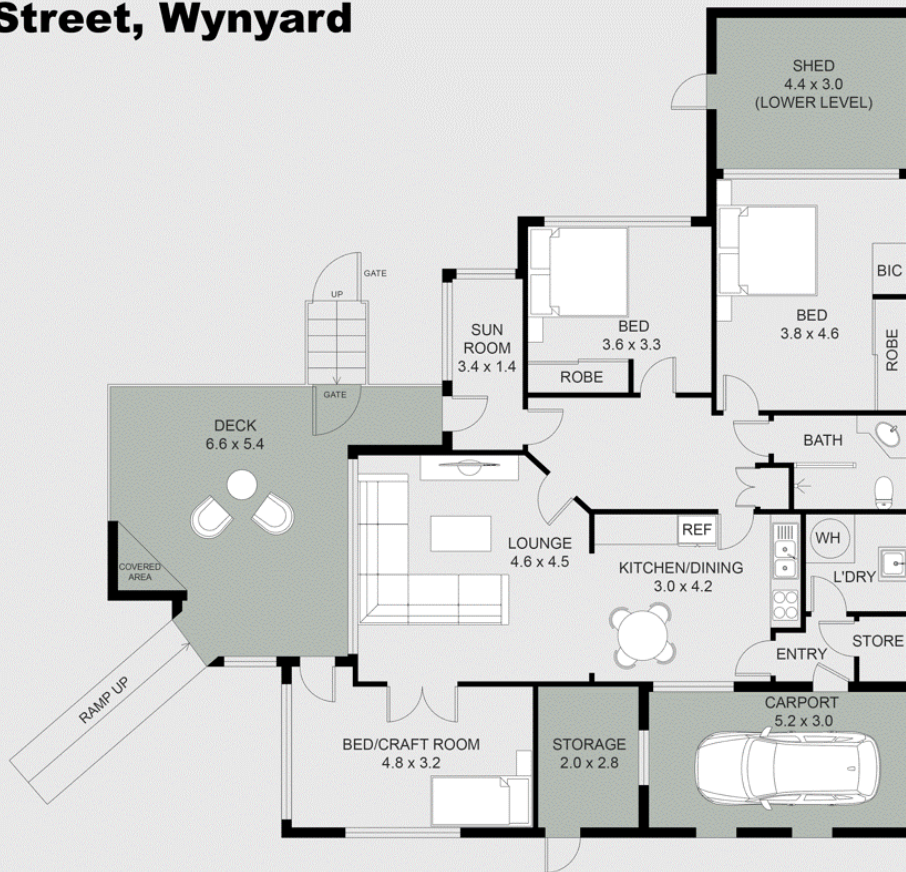 Street, Wynyard
SHED
4.4 x 3.0
(LOWER LEVEL)
GATE
UP
BIC
SUN
ROOM
3.4 x 1.4
BED
3.6 x 3.3
BED
3.8 x 4.6
ROBE
ROBE
GATE
DECK
6.6 x 5.4
BATH
REF
WH
LOUNGE
4.6 x 4.5
KITCHEN/DINING
3.0 x 4.2
COVERED
AREA
L'DRY
STORE
ENTRY
RAMP UP
CARPORT
5.2 x 3.0
BED/CRAFT ROOM
4.8 x 3.2
STORAGE
2.0 x 2.8